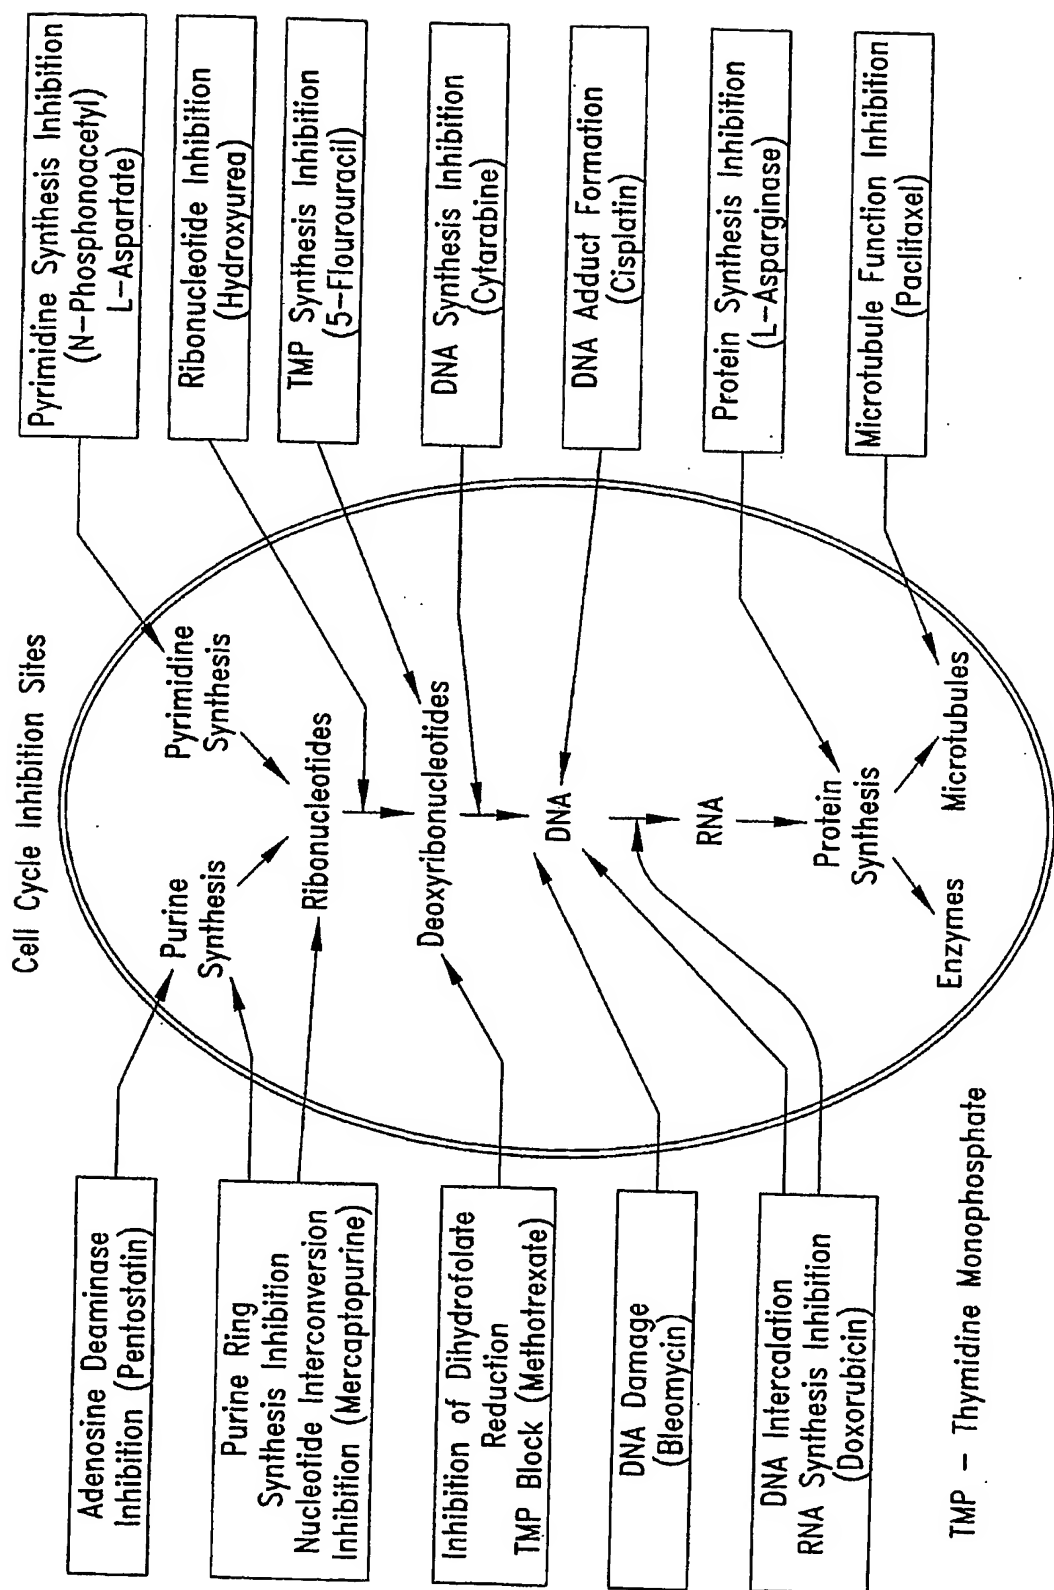 Cell Cycle Inhibition Sites
Adenosine Deaminase
Inhibition (Pentostatin)
Purine Ring
Synthesis Inhibition
Nucleotide Interconversion
Inhibition (Mercaptopurine)
Inhibition of Dihydrofolate
Reduction
TMP Block (Methotrexate)
DNA Damage
(Bleomycin)
DNA Intercalation
RNA Synthesis Inhibition
(Doxorubicin)
Purine
Synthesis
Pyrimidine
Synthesis
Ribonucleotides
Deoxyribonucleotides
DNA
RNA
Protein
Synthesis
Enzymes
Microtubules
Pyrimidine Synthesis Inhibition
(N-Phosphonoacetyl)
L-Aspartate)
Ribonucleotide Inhibition
(Hydroxyurea)
TMP Synthesis Inhibition
(5-Flourouracil)
DNA Synthesis Inhibition
(Cytarabine)
DNA Adduct Formation
(Cisplatin)
Protein Synthesis Inhibition
(L-Asparginase)
Microtubule Function Inhibition
(Paclitaxel)
TMP - Thymidine Monophosphate